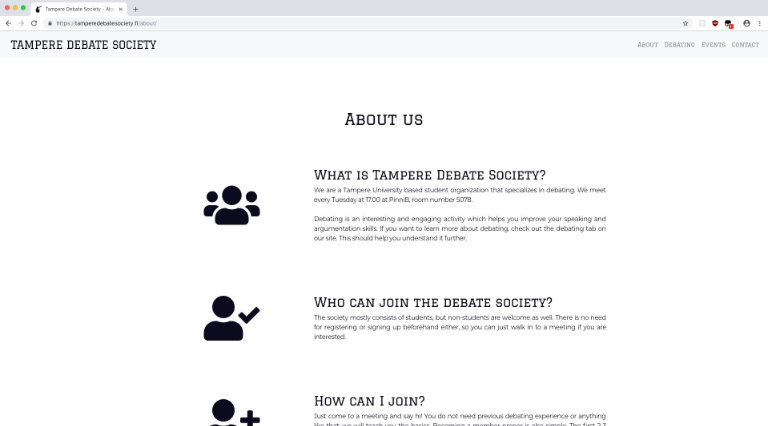 Tampere Debate Society – Abo
https://tamperedebatesociety.fi/about/
TAMPERE DEBATE SOCIETY
About Debating Events Contact
About us
What is Tampere Debate Society?
We are a Tampere University based student organization that specializes in debating. We meet
every Tuesday at 17.00 at PinniB, room number 5078.
Debating is an interesting and engaging activity which helps you improve your speaking and
argumentation skills. If you want to learn more about debating, check out the debating tab on
our site. This should help you understand it further.
Who can join the debate society?
The society mostly consists of students, but non-students are welcome as well. There is no need
for registering or signing up beforehand either, so you can just walk in to a meeting if you are
interested.
How can I join?
Just come to a meeting and say hi! You do not need previous debating experience or anything
like that, we will teach you the basics. Becoming a member proper is also simple. The first 2-3